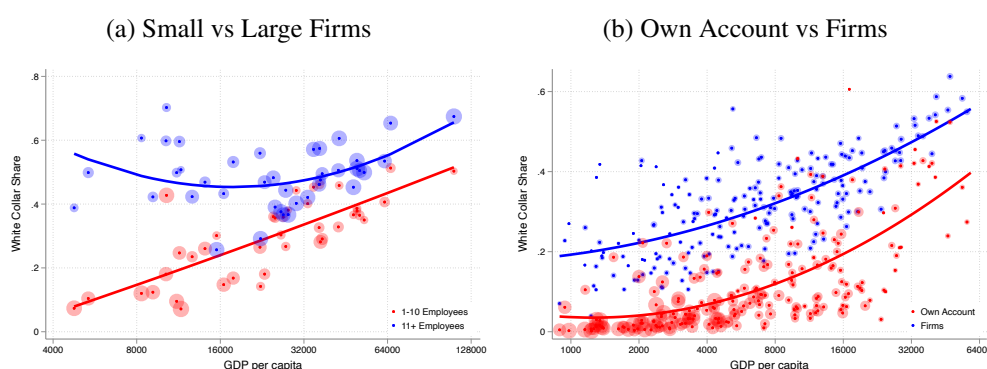 (a) Small vs Large Firms
White Collar Share
.8
.6
.4
.2
0
4000 8000 16000 32000 64000 128000
GDP per capita
1-10 Employees
11+ Employees
(b) Own Account vs Firms
White Collar Share
.6
.4
.2
0
1000 2000 4000 8000 16000 32000 6400
GDP per capita
Own Account
Firms